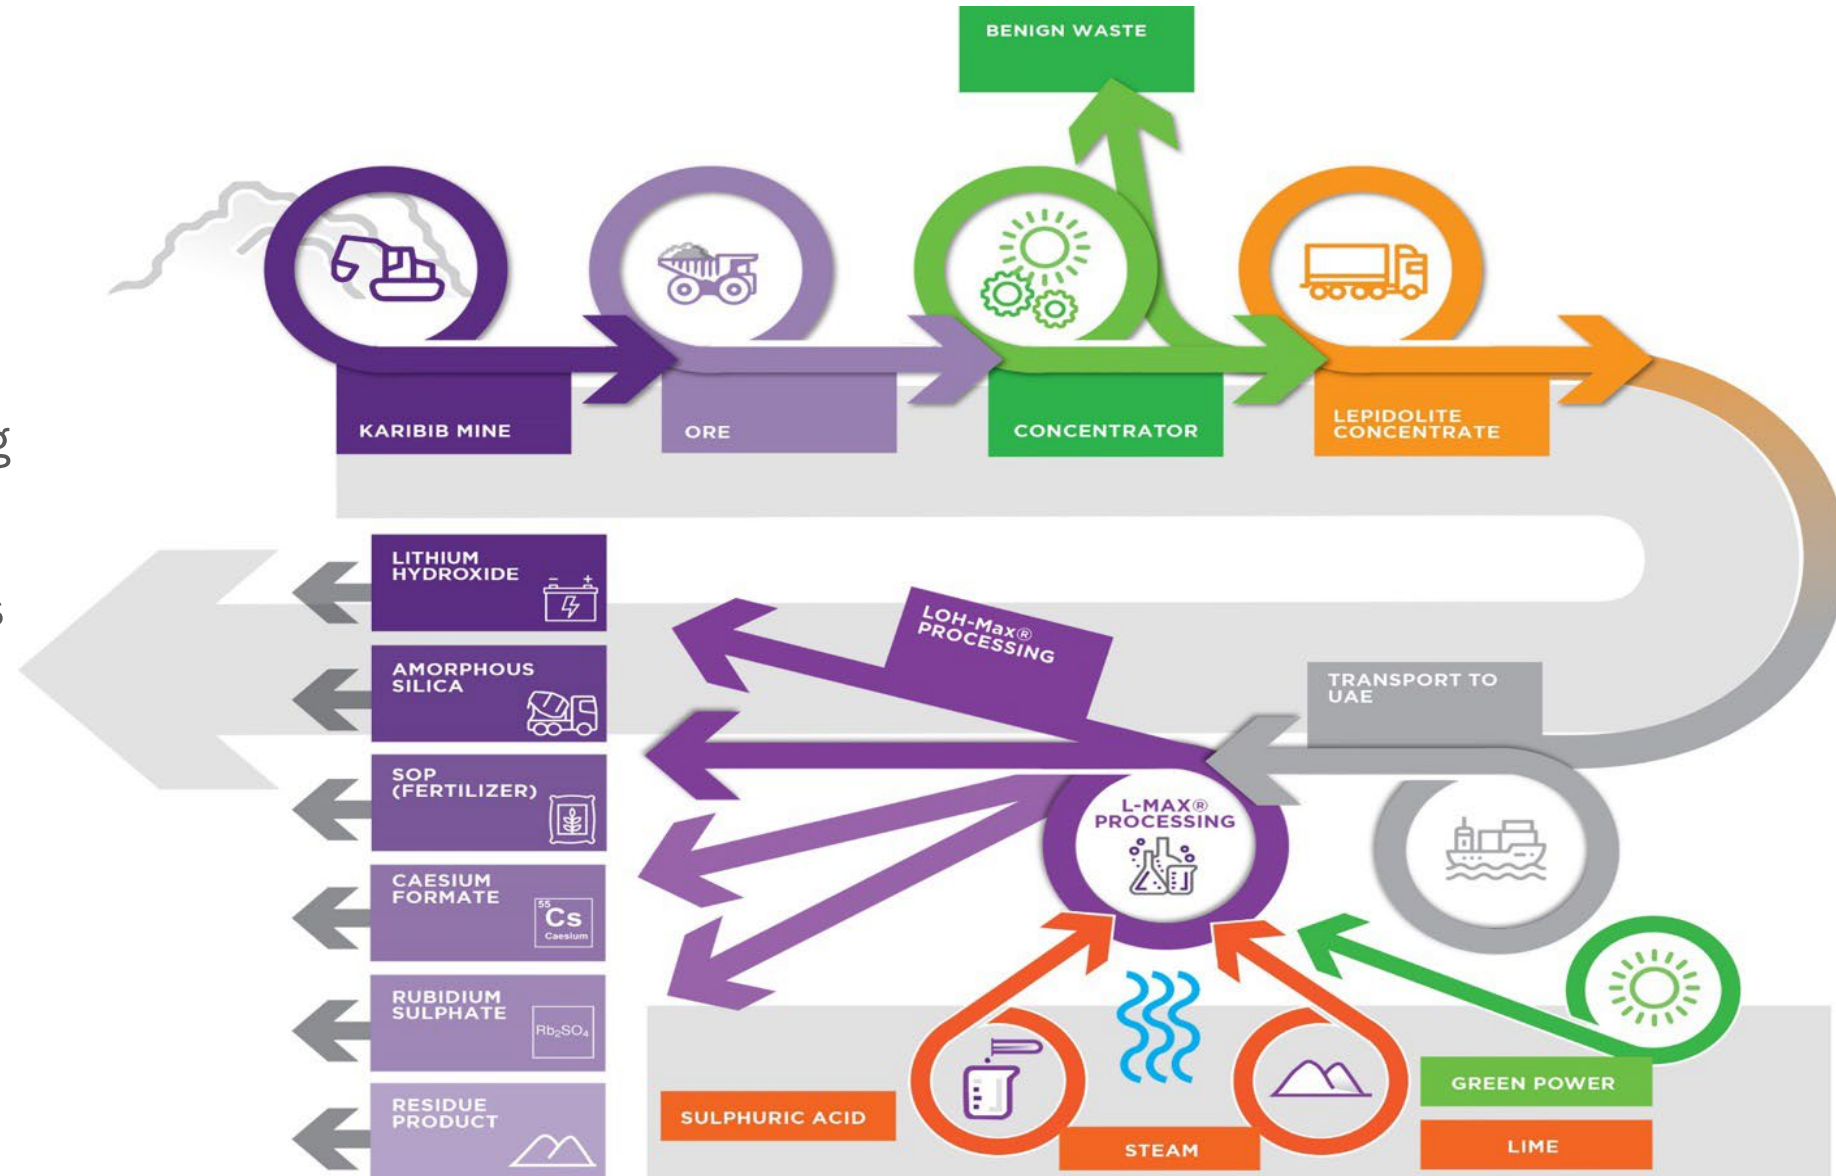 BENIGN WASTE
KARIBIB MINE
ORE
CONCENTRATOR
LEPIDOLITE
CONCENTRATE
g
s
LITHIUM
HYDROXIDE
- +
LOH-Max®
PROCESSING
AMORPHOUS
SILICA
TRANSPORT TO
UAE
SOP
(FERTILIZER)
L-MAX®
PROCESSING
CAESIUM
FORMATE
55
Cs
Caesium
RUBIDIUM
SULPHATE
Rb₂SO₄
RESIDUE
PRODUCT
SULPHURIC ACID
STEAM
GREEN POWER
LIME